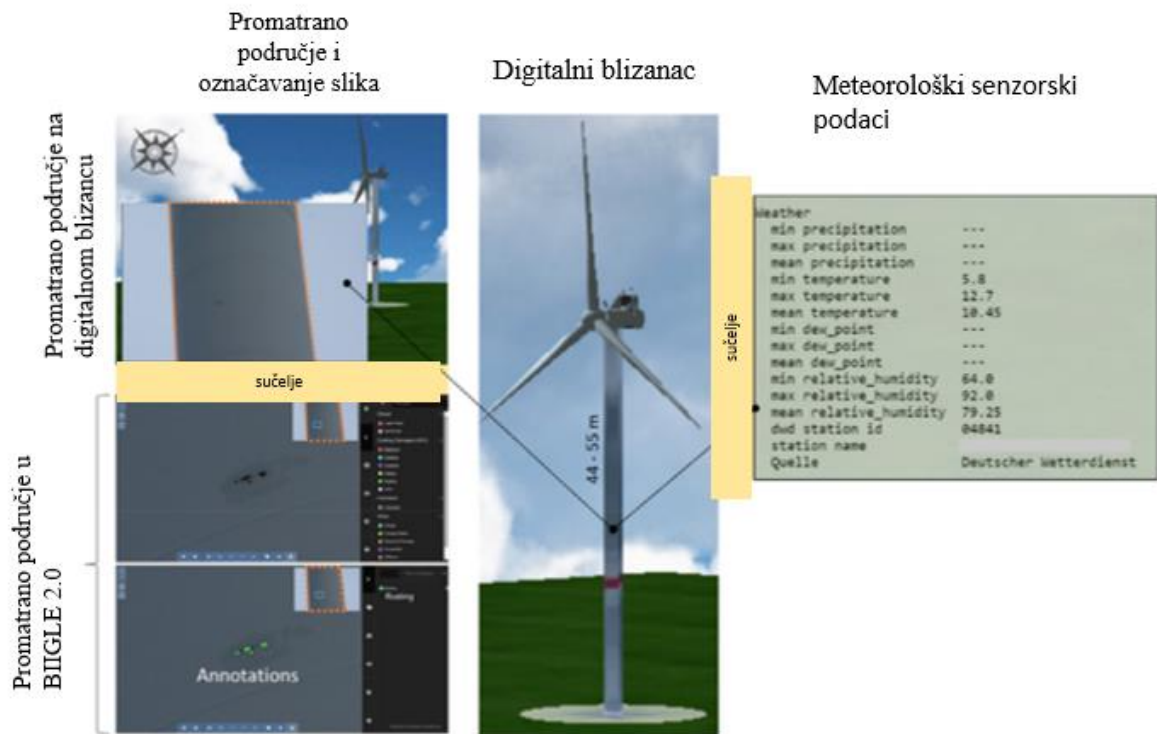 Promatrano
područje i
označavanje slika
Digitalni blizanac
Meteorološki senzorski
podaci
Promatrano područje na
digitalnom blizancu
sučelje
Promatrano područje u
BIIGLE 2.0
Annotations
44 - 55 m
sučelje
Weather
min precipitation ---
max precipitation ---
mean precipitation ---
min temperature 5.8
max temperature 12.7
mean temperature 10.45
min dew_point ---
max dew_point ---
mean dew_point ---
min relative_humidity 64.0
max relative_humidity 92.0
mean relative_humidity 79.25
dwd station id 04841
station name
Quelle Deutscher Wetterdienst